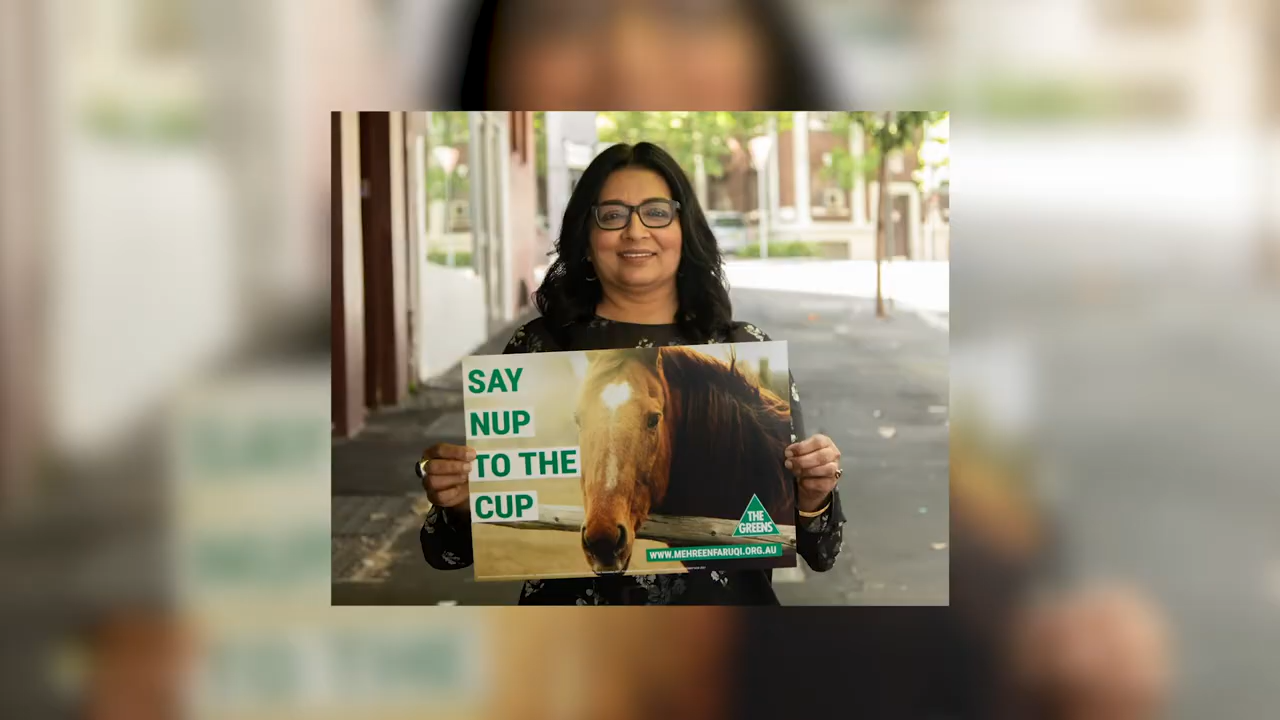 SAY
NUP
TO THE
CUP
THE
GREENS
WWW.MEHREENFARUQI.ORG.AU